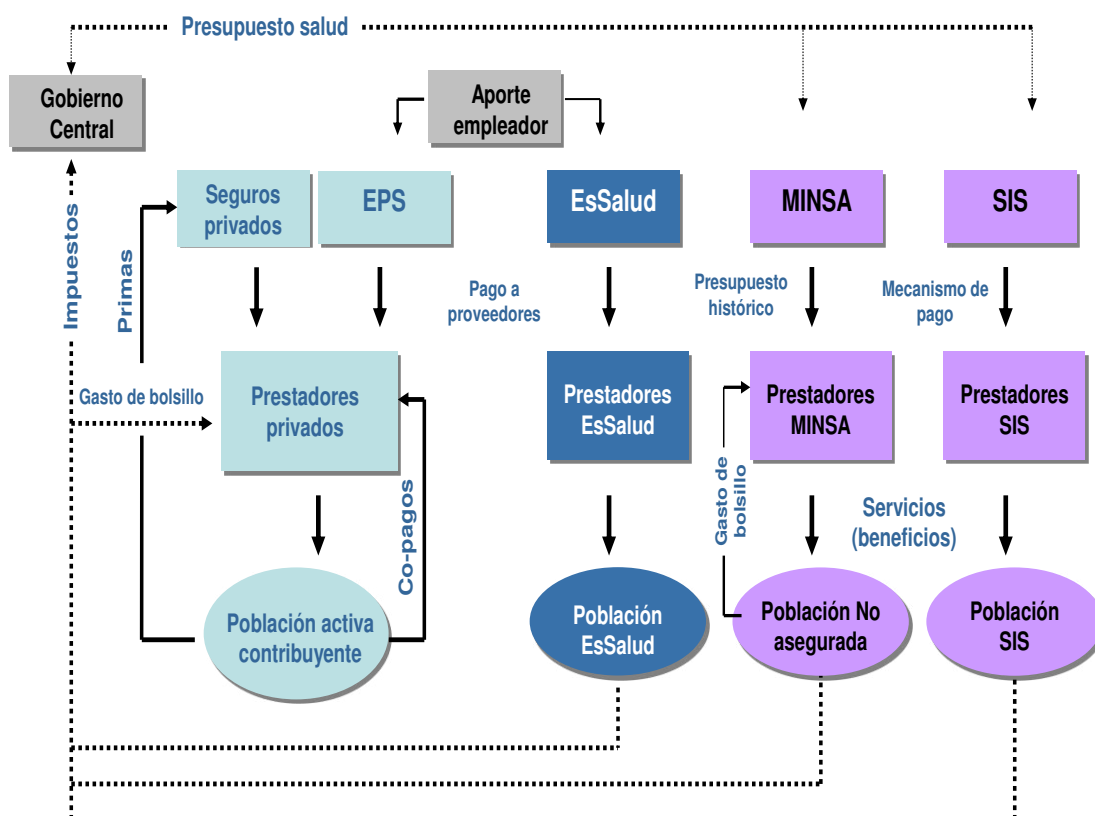 Presupuesto salud
Gobierno
Central
Aporte
empleador
Seguros
privados
EPS
EsSalud
MINSA
SIS
Impuestos
Primas
Pago a
proveedores
Presupuesto
histórico
Mecanismo de
pago
Gasto de bolsillo
Prestadores
privados
Prestadores
EsSalud
Prestadores
MINSA
Prestadores
SIS
Co-pagos
Gasto de
bolsillo
Servicios
(beneficios)
Población activa
contribuyente
Población
EsSalud
Población No
asegurada
Población
SIS